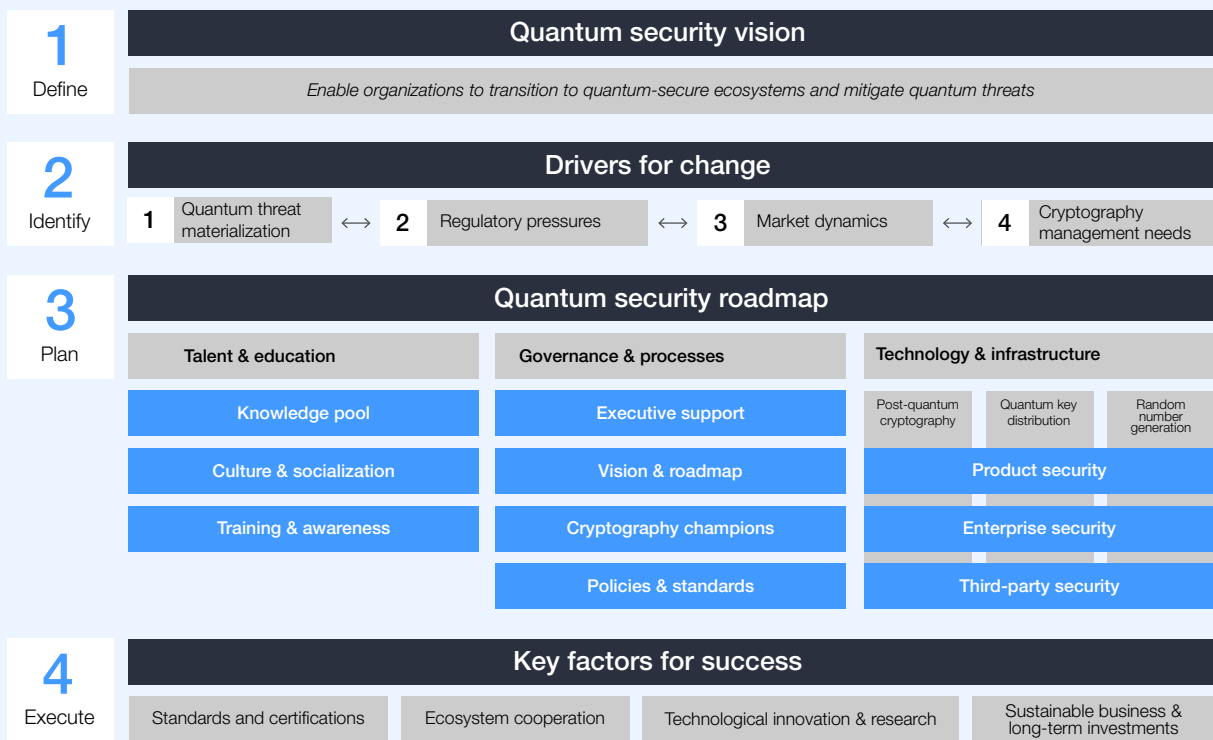 1
Define
Quantum security vision
Enable organizations to transition to quantum-secure ecosystems and mitigate quantum threats
2
Identify
Drivers for change
1
Quantum threat
materialization
2
Regulatory pressures
3
Market dynamics
4
Cryptography
management needs
3
Plan
Quantum security roadmap
Talent & education
Knowledge pool
Culture & socialization
Training & awareness
Governance & processes
Executive support
Vision & roadmap
Cryptography champions
Policies & standards
Technology & infrastructure
Post-quantum
cryptography
Quantum key
distribution
Random
number
generation
Product security
Enterprise security
Third-party security
4
Execute
Key factors for success
Standards and certifications
Ecosystem cooperation
Technological innovation & research
Sustainable business &
long-term investments